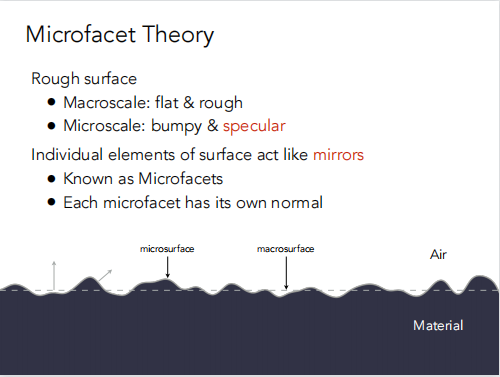 Microfacet Theory
Rough surface
● Macroscale: flat & rough
● Microscale: bumpy & specular
Individual elements of surface act like mirrors
● Known as Microfacets
● Each microfacet has its own normal
microsurface
macrosurface
Air
Material